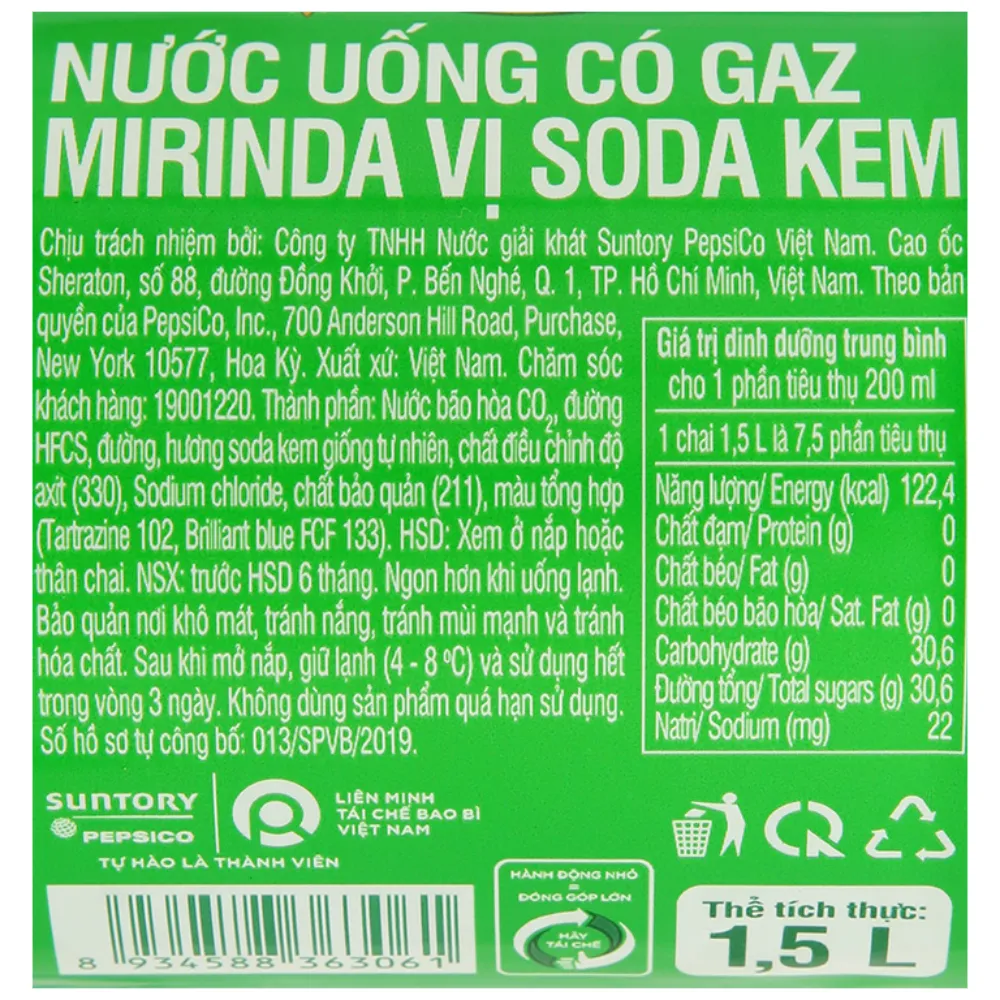 NƯỚC UỐNG CÓ GAZ
MIRINDA VỊ SODA KEM
Chịu trách nhiệm bởi: Công ty TNHH Nước giải khát Suntory PepsiCo Việt Nam. Cao ốc
Sheraton, số 88, đường Đồng Khởi, P. Bến Nghé, Q. 1, TP. Hồ Chí Minh, Việt Nam. Theo bản
quyền của PepsiCo, Inc., 700 Anderson Hill Road, Purchase,
New York 10577, Hoa Kỳ. Xuất xứ: Việt Nam. Chăm sóc
khách hàng: 19001220. Thành phần: Nước bão hòa CO₂, đường
HFCS, đường, hương soda kem giống tự nhiên, chất điều chỉnh độ
axit (330), Sodium chloride, chất bảo quản (211), màu tổng hợp
(Tartrazine 102, Brilliant blue FCF 133). HSD: Xem ở nắp hoặc
thân chai. NSX: trước HSD 6 tháng. Ngon hơn khi uống lạnh.
Bảo quản nơi khô mát, tránh nắng, tránh mùi mạnh và tránh
hóa chất. Sau khi mở nắp, giữ lạnh (4 - 8 ºC) và sử dụng hết
trong vòng 3 ngày. Không dùng sản phẩm quá hạn sử dụng.
Số hồ sơ tự công bố: 013/SPVB/2019.
Giá trị dinh dưỡng trung bình
cho 1 phần tiêu thụ 200 ml
1 chai 1,5 L là 7,5 phần tiêu thụ
Năng lượng/ Energy (kcal) 122,4
Chất đạm/ Protein (g) 0
Chất béo/ Fat (g) 0
Chất béo bão hòa/ Sat. Fat (g) 0
Carbohydrate (g) 30,6
Đường tổng/ Total sugars (g) 30,6
Natri/ Sodium (mg) 22
SUNTORY
PEPSICO
LIÊN MINH
TÁI CHẾ BAO BÌ
VIỆT NAM
TỰ HÀO LÀ THÀNH VIÊN
HÀNH ĐỘNG NHỎ
=
ĐÓNG GÓP LỚN
HÃY
TÁI CHẾ
Thể tích thực:
1,5 L
8 934588 363061